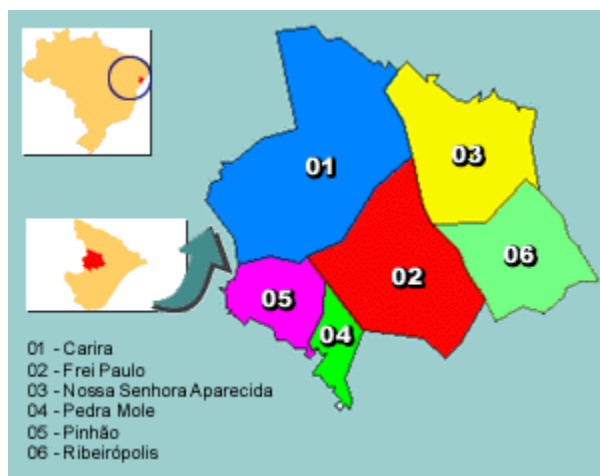 01
03
02
06
05
04
01 - Carira
02 - Frei Paulo
03 - Nossa Senhora Aparecida
04 - Pedra Mole
05 - Pinhão
06 - Ribeirópolis